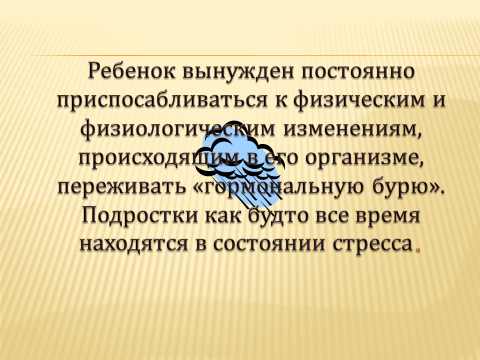 Ребенок вынужден постоянно
приспосабливаться к физическим и
физиологическим изменениям,
происходящим в его организме,
переживать «гормональную бурю».
Подростки как будто все время
находятся в состоянии стресса.